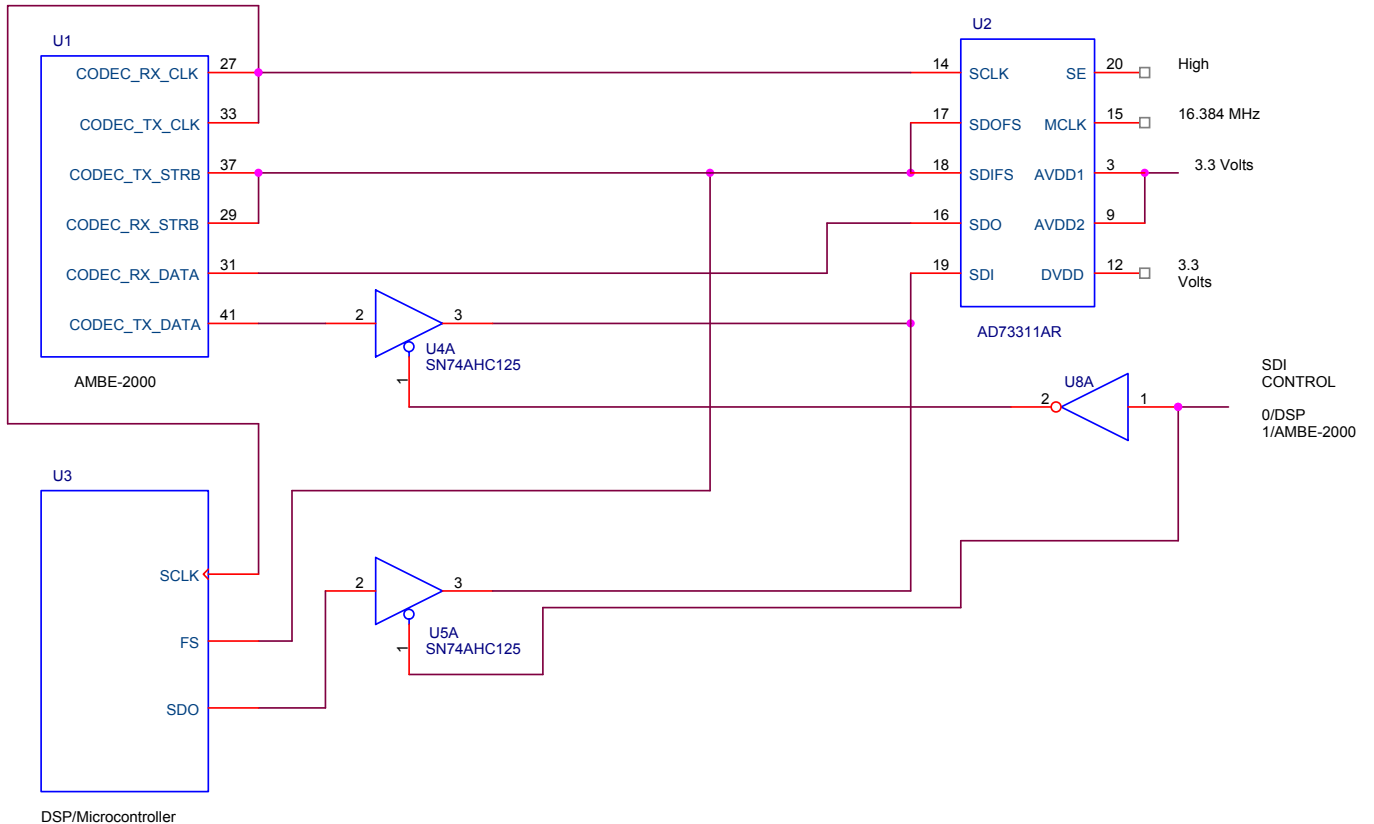 U1
CODEC_RX_CLK 27
CODEC_TX_CLK 33
CODEC_TX_STRB 37
CODEC_RX_STRB 29
CODEC_RX_DATA 31
CODEC_TX_DATA 41
AMBE-2000
U2
14 SCLK SE 20 High
17 SDOFS MCLK 15 16.384 MHz
18 SDIFS AVDD1 3 3.3 Volts
16 SDO AVDD2 9
19 SDI DVDD 12 3.3
Volts
AD73311AR
2 3
U4A
SN74AHC125
1
U8A
2 1
SDI
CONTROL
0/DSP
1/AMBE-2000
U3
SCLK
FS
SDO
DSP/Microcontroller
2 3
U5A
SN74AHC125
1